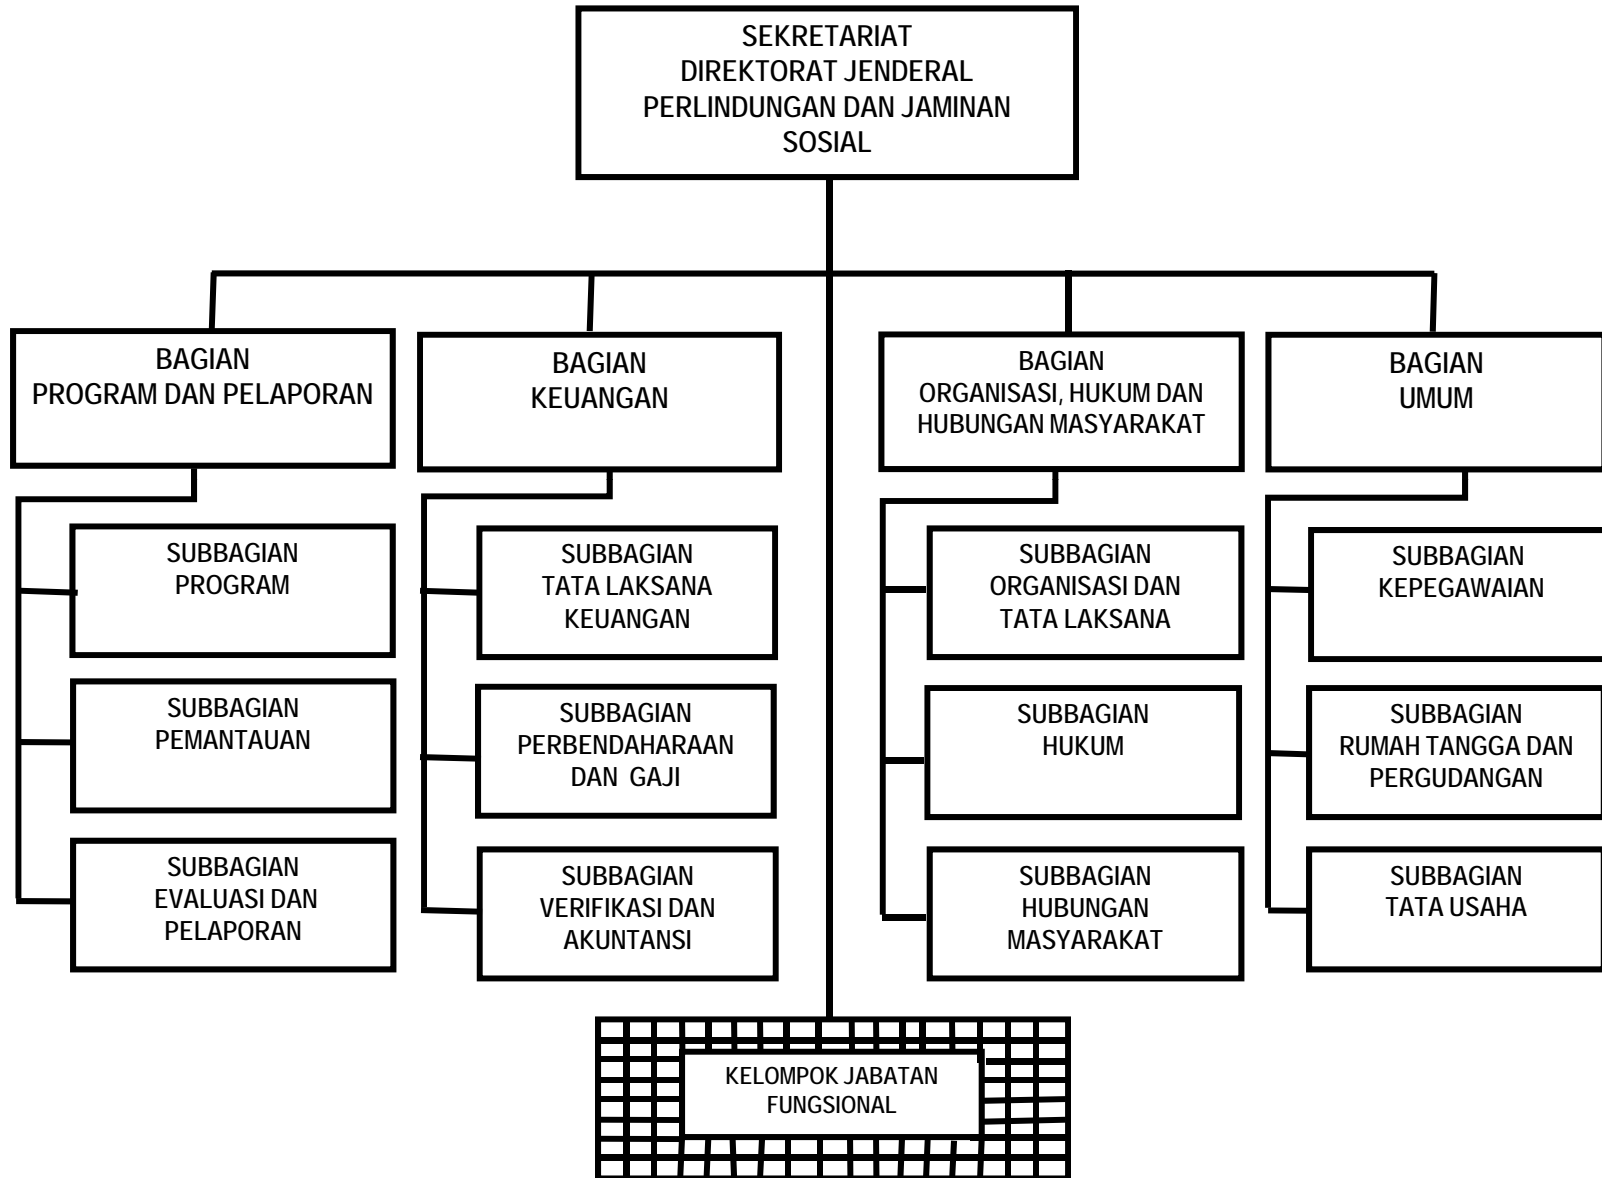 SEKRETARIAT
DIREKTORAT JENDERAL
PERLINDUNGAN DAN JAMINAN
SOSIAL
BAGIAN
PROGRAM DAN PELAPORAN
BAGIAN
KEUANGAN
BAGIAN
ORGANISASI, HUKUM DAN
HUBUNGAN MASYARAKAT
BAGIAN
UMUM
SUBBAGIAN
PROGRAM
SUBBAGIAN
TATA LAKSANA
KEUANGAN
SUBBAGIAN
ORGANISASI DAN
TATA LAKSANA
SUBBAGIAN
KEPEGAWAIAN
SUBBAGIAN
PEMANTAUAN
SUBBAGIAN
PERBENDAHARAAN
DAN GAJI
SUBBAGIAN
HUKUM
SUBBAGIAN
RUMAH TANGGA DAN
PERGUDANGAN
SUBBAGIAN
EVALUASI DAN
PELAPORAN
SUBBAGIAN
VERIFIKASI DAN
AKUNTANSI
SUBBAGIAN
HUBUNGAN
MASYARAKAT
SUBBAGIAN
TATA USAHA
KELOMPOK JABATAN
FUNGSIONAL